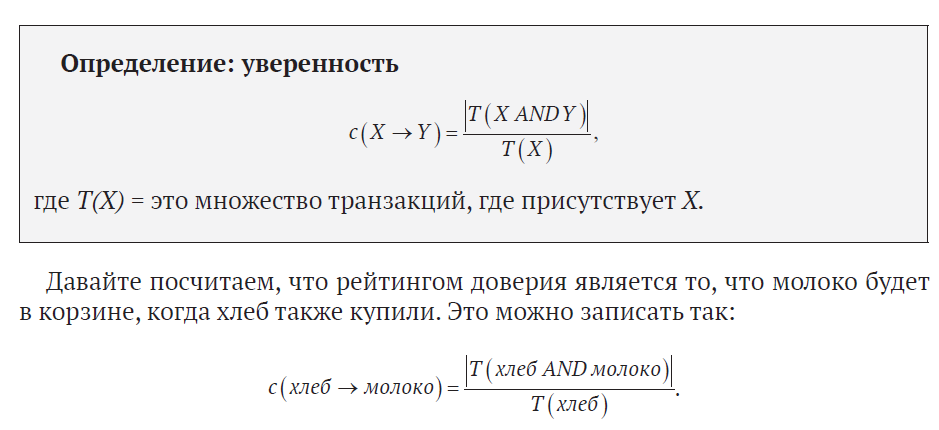 Определение: уверенность
c(X → Y) = |T(X AND Y)| / T(X),
где T(X) = это множество транзакций, где присутствует X.
Давайте посчитаем, что рейтингом доверия является то, что молоко будет
в корзине, когда хлеб также купили. Это можно записать так:
c(хлеб → молоко) = |T(хлеб AND молоко)| / T(хлеб).